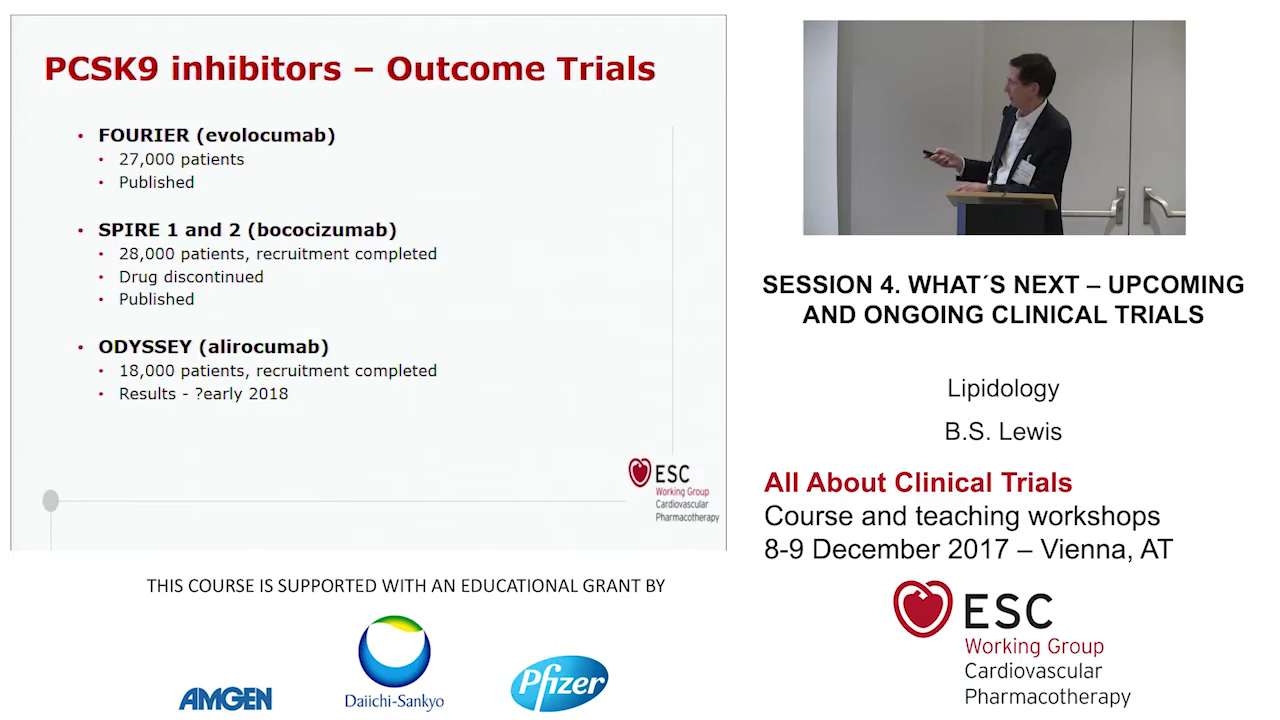 PCSK9 inhibitors – Outcome Trials
• FOURIER (evolocumab)
• 27,000 patients
• Published
• SPIRE 1 and 2 (bococizumab)
• 28,000 patients, recruitment completed
• Drug discontinued
• Published
• ODYSSEY (alirocumab)
• 18,000 patients, recruitment completed
• Results - ?early 2018
ESC
Working Group
Cardiovascular
Pharmacotherapy
SESSION 4. WHAT´S NEXT – UPCOMING
AND ONGOING CLINICAL TRIALS
Lipidology
B.S. Lewis
All About Clinical Trials
Course and teaching workshops
8-9 December 2017 – Vienna, AT
ESC
Working Group
Cardiovascular
Pharmacotherapy
THIS COURSE IS SUPPORTED WITH AN EDUCATIONAL GRANT BY
AMGEN
Daiichi-Sankyo
Pfizer